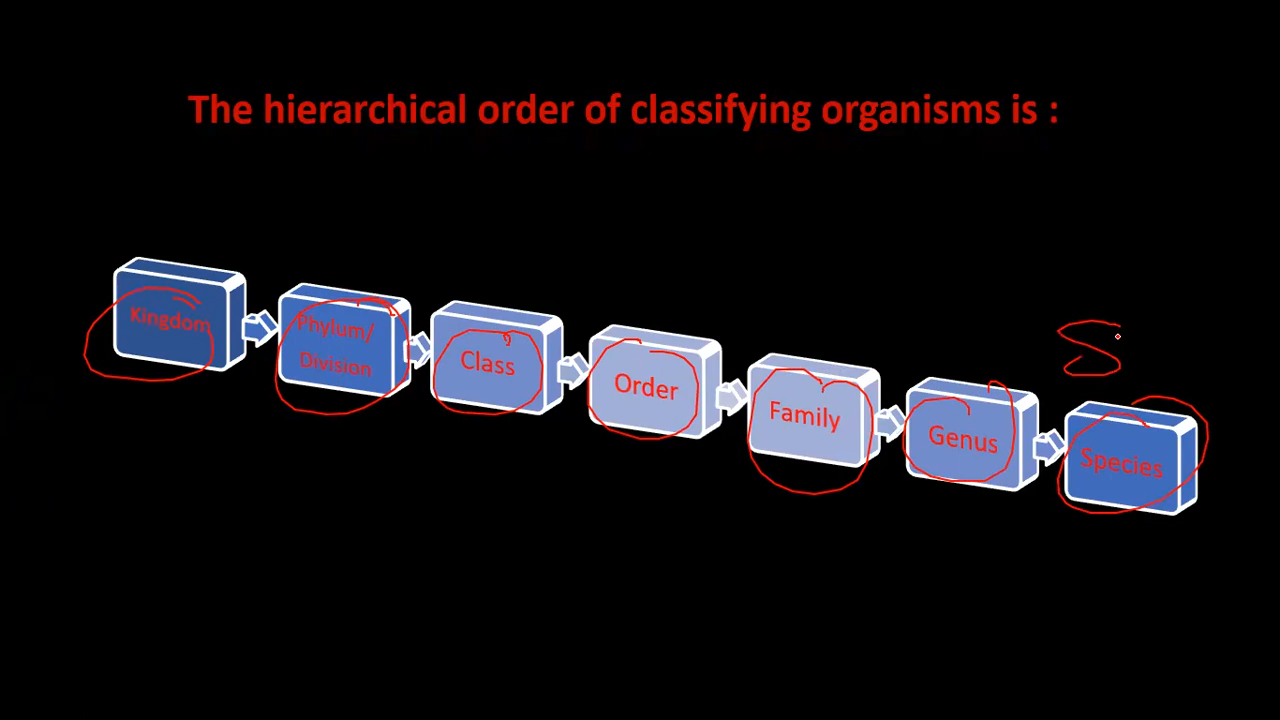 The hierarchical order of classifying organisms is :
Kingdom
Phylum/
Division
Class
Order
Family
Genus
Species
S